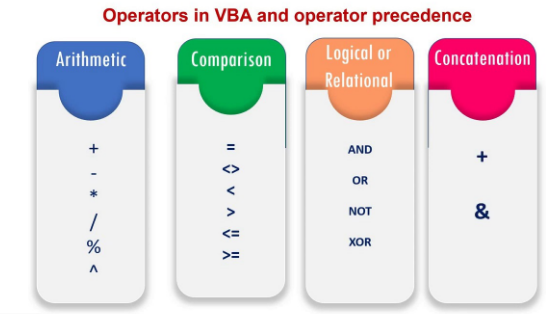 Operators in VBA and operator precedence
Arithmetic
+
-
*
/
%
^
Comparison
=
<>
<
>
<=
>=
Logical or
Relational
AND
OR
NOT
XOR
Concatenation
+
&